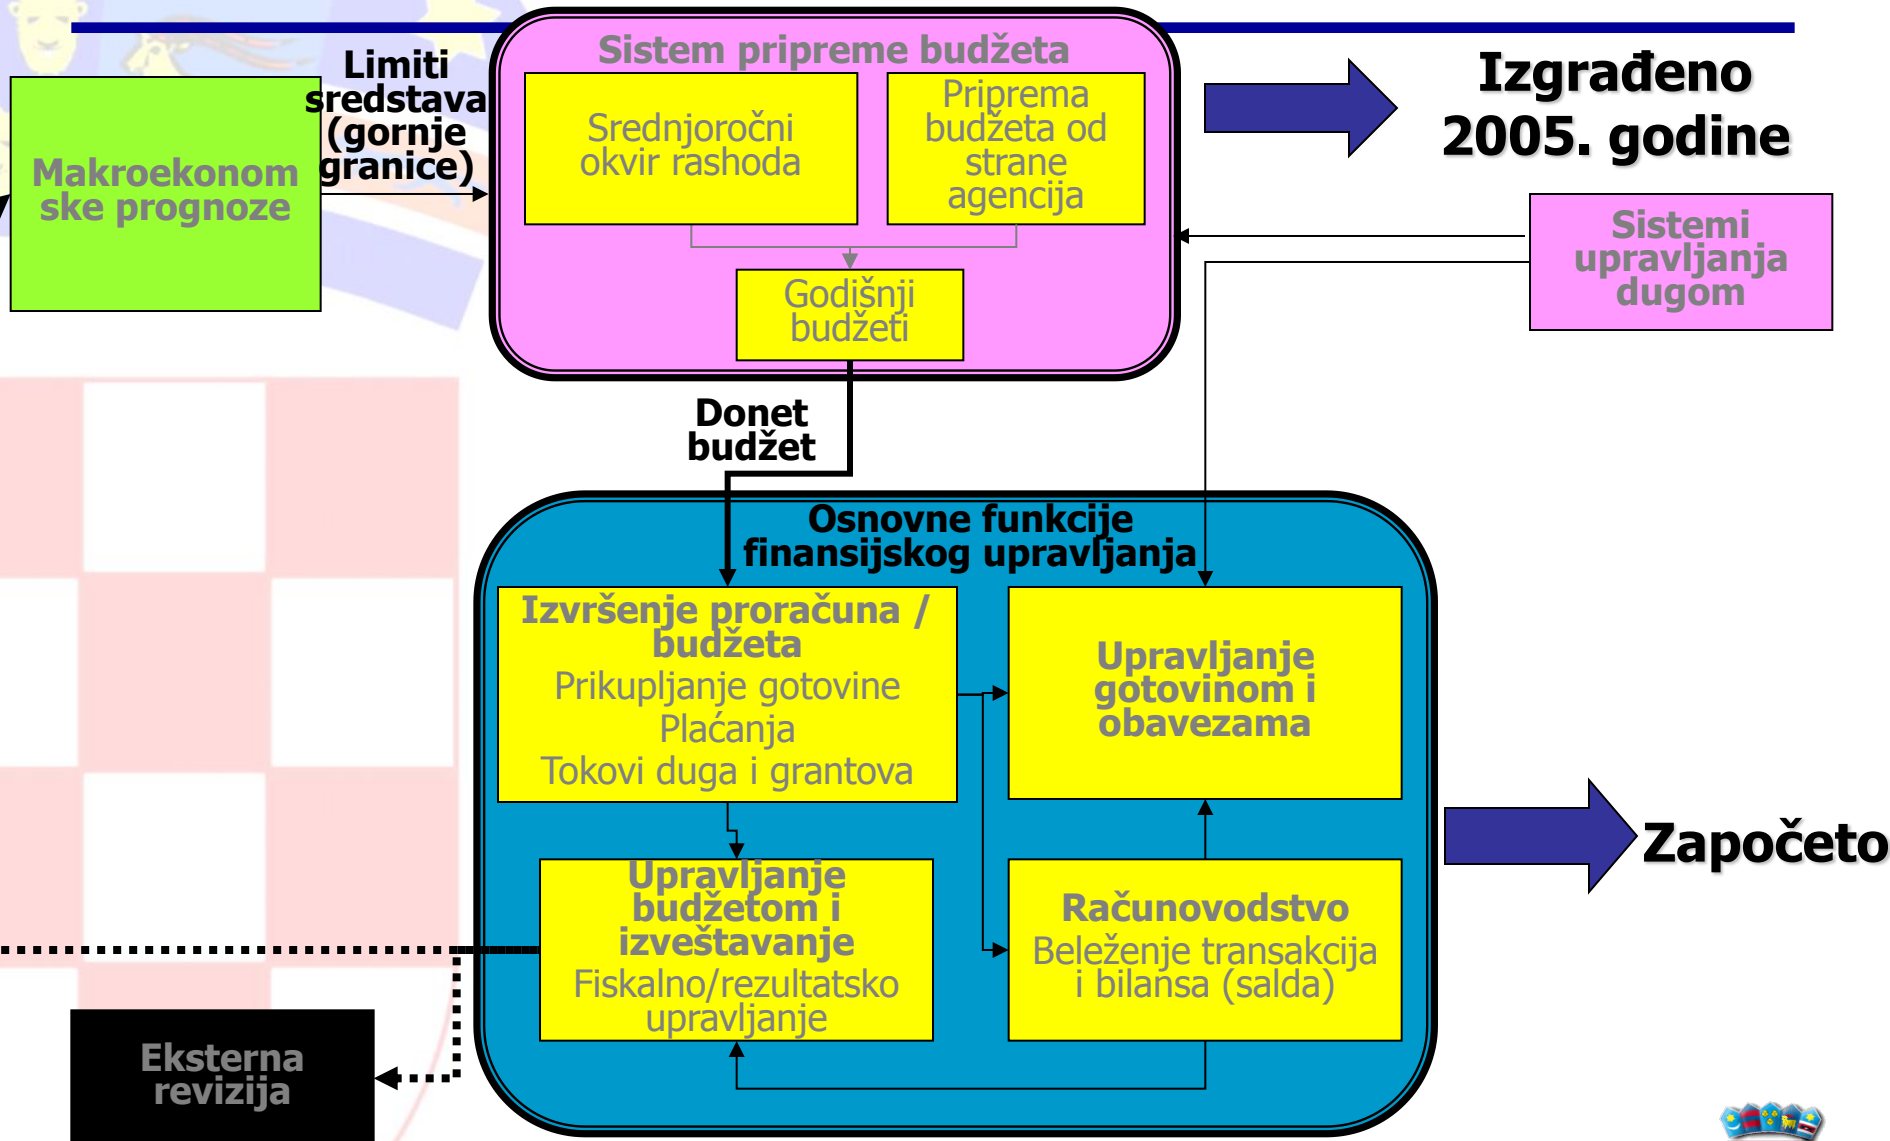 Limiti
sredstava
(gornje
granice)
Makroekonom
ske prognoze
Sistem pripreme budžeta
Srednjoročni
okvir rashoda
Priprema
budžeta od
strane
agencija
Godišnji
budžeti
Izgrađeno
2005. godine
Sistemi
upravljanja
dugom
Donet
budžet
Osnovne funkcije
finansijskog upravljanja
Izvršenje proračuna /
budžeta
Prikupljanje gotovine
Plaćanja
Tokovi duga i grantova
Upravljanje
gotovinom i
obavezama
Upravljanje
budžetom i
izveštavanje
Fiskalno/rezultatsko
upravljanje
Računovodstvo
Beleženje transakcija
i bilansa (salda)
Započeto
Eksterna
revizija